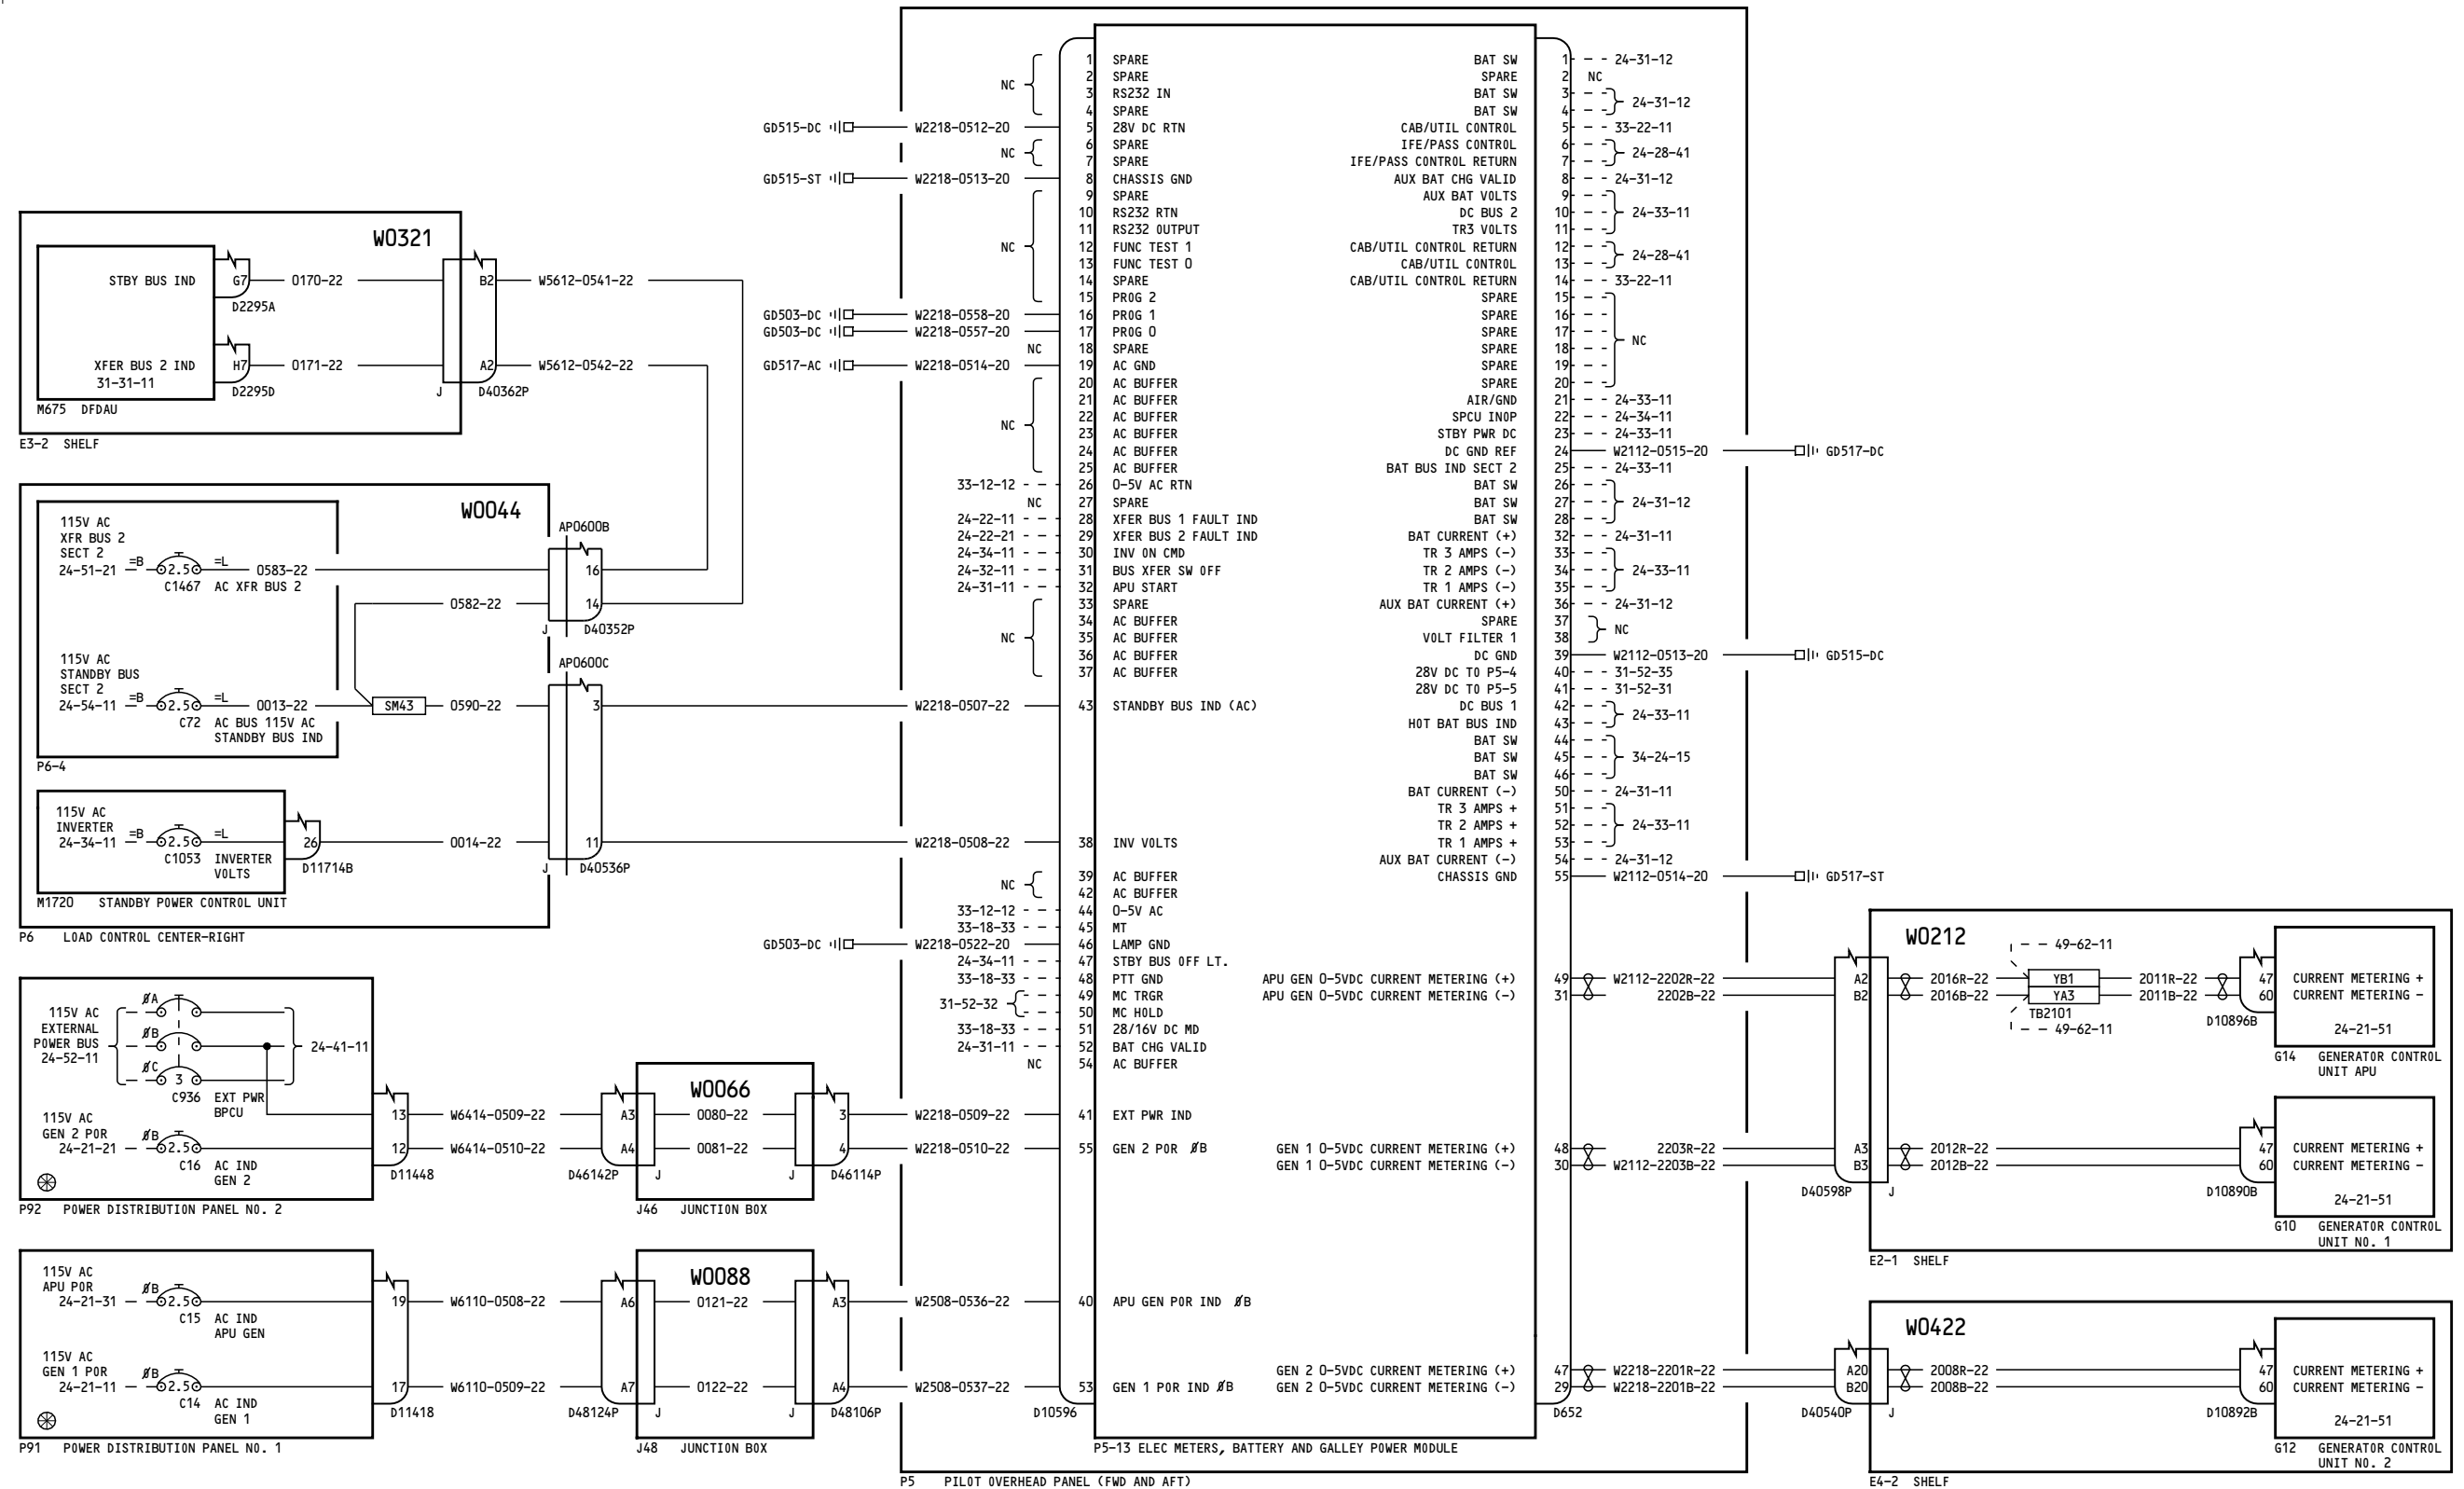 W0321
STBY BUS IND
G7
0170-22
B2
W5612-0541-22
D2295A
XFER BUS 2 IND
31-31-11
H7
0171-22
A2
W5612-0542-22
D2295D
J
D40362P
M675 DFDAU
E3-2 SHELF
W0044
115V AC
XFR BUS 2
SECT 2
24-51-21
=B
2.5
=L
0583-22
C1467
AC XFR BUS 2
AP0600B
16
0582-22
14
J
D40352P
115V AC
STANDBY BUS
SECT 2
24-54-11
=B
2.5
=L
0013-22
SM43
0590-22
C72
AC BUS 115V AC
STANDBY BUS IND
AP0600C
3
W2218-0507-22
P6-4
115V AC
INVERTER
24-34-11
=B
2.5
=L
C1053
INVERTER
VOLTS
26
D11714B
0014-22
11
W2218-0508-22
J
D40536P
M1720 STANDBY POWER CONTROL UNIT
P6 LOAD CONTROL CENTER-RIGHT
115V AC
EXTERNAL
POWER BUS
24-52-11
ØA
ØB
ØC
3
24-41-11
C936
EXT PWR
BPCU
115V AC
GEN 2 POR
24-21-21
ØB
2.5
C16
AC IND
GEN 2
13
12
D11448
W6414-0509-22
W6414-0510-22
P92 POWER DISTRIBUTION PANEL NO. 2
W0066
A3
0080-22
3
W2218-0509-22
A4
0081-22
4
W2218-0510-22
D46142P
J
J
D46114P
J46 JUNCTION BOX
115V AC
APU POR
24-21-31
ØB
2.5
C15
AC IND
APU GEN
115V AC
GEN 1 POR
24-21-11
ØB
2.5
C14
AC IND
GEN 1
19
17
D11418
W6110-0508-22
W6110-0509-22
P91 POWER DISTRIBUTION PANEL NO. 1
W0088
A6
0121-22
A3
W2508-0536-22
A7
0122-22
A4
W2508-0537-22
D48124P
J
J
D48106P
J48 JUNCTION BOX
NC
1 SPARE
2 SPARE
3 RS232 IN
4 SPARE
GD515-DC W2218-0512-20 5 28V DC RTN
NC
6 SPARE
7 SPARE
GD515-ST W2218-0513-20 8 CHASSIS GND
NC
9 SPARE
10 RS232 RTN
11 RS232 OUTPUT
12 FUNC TEST 1
13 FUNC TEST 0
14 SPARE
15 PROG 2
GD503-DC W2218-0558-20 16 PROG 1
GD503-DC W2218-0557-20 17 PROG 0
NC 18 SPARE
GD517-AC W2218-0514-20 19 AC GND
NC
20 AC BUFFER
21 AC BUFFER
22 AC BUFFER
23 AC BUFFER
24 AC BUFFER
25 AC BUFFER
33-12-12 26 0-5V AC RTN
NC 27 SPARE
24-22-11 28 XFER BUS 1 FAULT IND
24-22-21 29 XFER BUS 2 FAULT IND
24-34-11 30 INV ON CMD
24-32-11 31 BUS XFER SW OFF
24-31-11 32 APU START
NC
33 SPARE
34 AC BUFFER
35 AC BUFFER
36 AC BUFFER
37 AC BUFFER
43 STANDBY BUS IND (AC)
38 INV VOLTS
NC
39 AC BUFFER
42 AC BUFFER
33-12-12 44 0-5V AC
33-18-33 45 MT
GD503-DC W2218-0522-20 46 LAMP GND
24-34-11 47 STBY BUS OFF LT.
33-18-33 48 PTT GND
31-52-32
49 MC TRGR
50 MC HOLD
33-18-33 51 28/16V DC MD
24-31-11 52 BAT CHG VALID
NC 54 AC BUFFER
41 EXT PWR IND
55 GEN 2 POR ØB
40 APU GEN POR IND ØB
53 GEN 1 POR IND ØB
D10596
BAT SW 1 24-31-12
SPARE 2 NC
BAT SW 3
BAT SW 4
24-31-12
CAB/UTIL CONTROL 5 33-22-11
IFE/PASS CONTROL 6
IFE/PASS CONTROL RETURN 7
24-28-41
AUX BAT CHG VALID 8 24-31-12
AUX BAT VOLTS 9
DC BUS 2 10
TR3 VOLTS 11
24-33-11
CAB/UTIL CONTROL RETURN 12
CAB/UTIL CONTROL 13
24-28-41
CAB/UTIL CONTROL RETURN 14 33-22-11
SPARE 15
SPARE 16
SPARE 17
SPARE 18
SPARE 19
SPARE 20
NC
AIR/GND 21 24-33-11
SPCU INOP 22 24-34-11
STBY PWR DC 23 24-33-11
DC GND REF 24 W2112-0515-20 GD517-DC
BAT BUS IND SECT 2 25 24-33-11
BAT SW 26
BAT SW 27
BAT SW 28
24-31-12
BAT CURRENT (+) 32 24-31-11
TR 3 AMPS (-) 33
TR 2 AMPS (-) 34
TR 1 AMPS (-) 35
24-33-11
AUX BAT CURRENT (+) 36 24-31-12
SPARE 37
VOLT FILTER 1 38
NC
DC GND 39 W2112-0513-20 GD515-DC
28V DC TO P5-4 40 31-52-35
28V DC TO P5-5 41 31-52-31
DC BUS 1 42
HOT BAT BUS IND 43
24-33-11
BAT SW 44
BAT SW 45
BAT SW 46
34-24-15
BAT CURRENT (-) 50 24-31-11
TR 3 AMPS + 51
TR 2 AMPS + 52
TR 1 AMPS + 53
24-33-11
AUX BAT CURRENT (-) 54 24-31-12
CHASSIS GND 55 W2112-0514-20 GD517-ST
APU GEN 0-5VDC CURRENT METERING (+) 49 W2112-2202R-22
APU GEN 0-5VDC CURRENT METERING (-) 31 2202B-22
GEN 1 0-5VDC CURRENT METERING (+) 48 2203R-22
GEN 1 0-5VDC CURRENT METERING (-) 30 W2112-2203B-22
GEN 2 0-5VDC CURRENT METERING (+) 47 W2218-2201R-22
GEN 2 0-5VDC CURRENT METERING (-) 29 W2218-2201B-22
D652
P5-13 ELEC METERS, BATTERY AND GALLEY POWER MODULE
P5 PILOT OVERHEAD PANEL (FWD AND AFT)
W0212
49-62-11
A2 2016R-22 YB1 2011R-22 47 CURRENT METERING +
B2 2016B-22 YA3 2011B-22 60 CURRENT METERING -
TB2101
49-62-11
D10896B
24-21-51
G14 GENERATOR CONTROL
UNIT APU
A3 2012R-22 47 CURRENT METERING +
B3 2012B-22 60 CURRENT METERING -
D40598P
J
D10890B
24-21-51
G10 GENERATOR CONTROL
UNIT NO. 1
E2-1 SHELF
W0422
A20 2008R-22 47 CURRENT METERING +
B20 2008B-22 60 CURRENT METERING -
D40540P
J
D10892B
24-21-51
G12 GENERATOR CONTROL
UNIT NO. 2
E4-2 SHELF